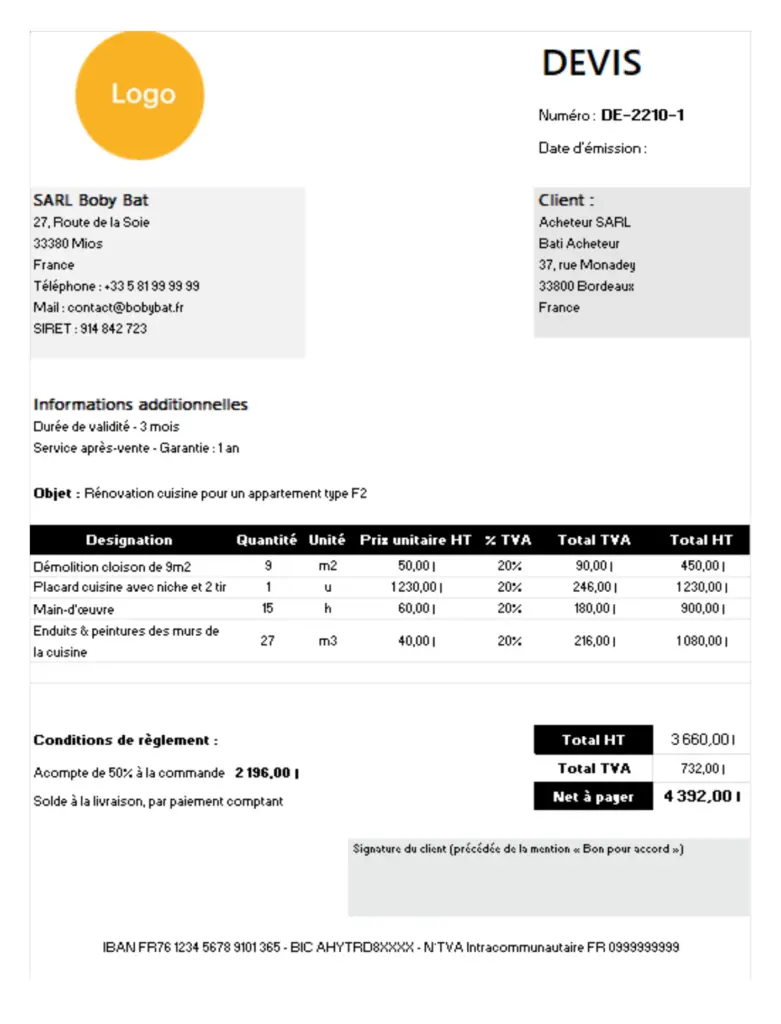 Logo
DEVIS
Numéro : DE-2210-1
Date d'émission :
SARL Boby Bat
27, Route de la Soie
33380 Mios
France
Téléphone : +33 5 81 99 99 99
Mail : contact@bobybat.fr
SIRET : 914 842 723
Client :
Acheteur SARL
Bati Acheteur
37, rue Monadey
33800 Bordeaux
France
Informations additionnelles
Durée de validité - 3 mois
Service après-vente - Garantie : 1 an
Objet : Rénovation cuisine pour un appartement type F2
Designation Quantité Unité Prix unitaire HT % TVA Total TVA Total HT
Démolition cloison de 9m2 9 m2 50,00 | 20% 90,00 | 450,00 |
Placard cuisine avec niche et 2 tir 1 u 1 230,00 | 20% 246,00 | 1 230,00 |
Main-d'œuvre 15 h 60,00 | 20% 180,00 | 900,00 |
Enduits & peintures des murs de
la cuisine 27 m3 40,00 | 20% 216,00 | 1 080,00 |
Conditions de règlement :
Acompte de 50% à la commande 2 196,00 |
Solde à la livraison, par paiement comptant
Total HT 3 660,00 |
Total TVA 732,00 |
Net à payer 4 392,00 |
Signature du client (précédée de la mention « Bon pour accord »)
IBAN FR76 1234 5678 9101 365 - BIC AHYTRD8XXXX - N°TVA Intracommunautaire FR 0999999999